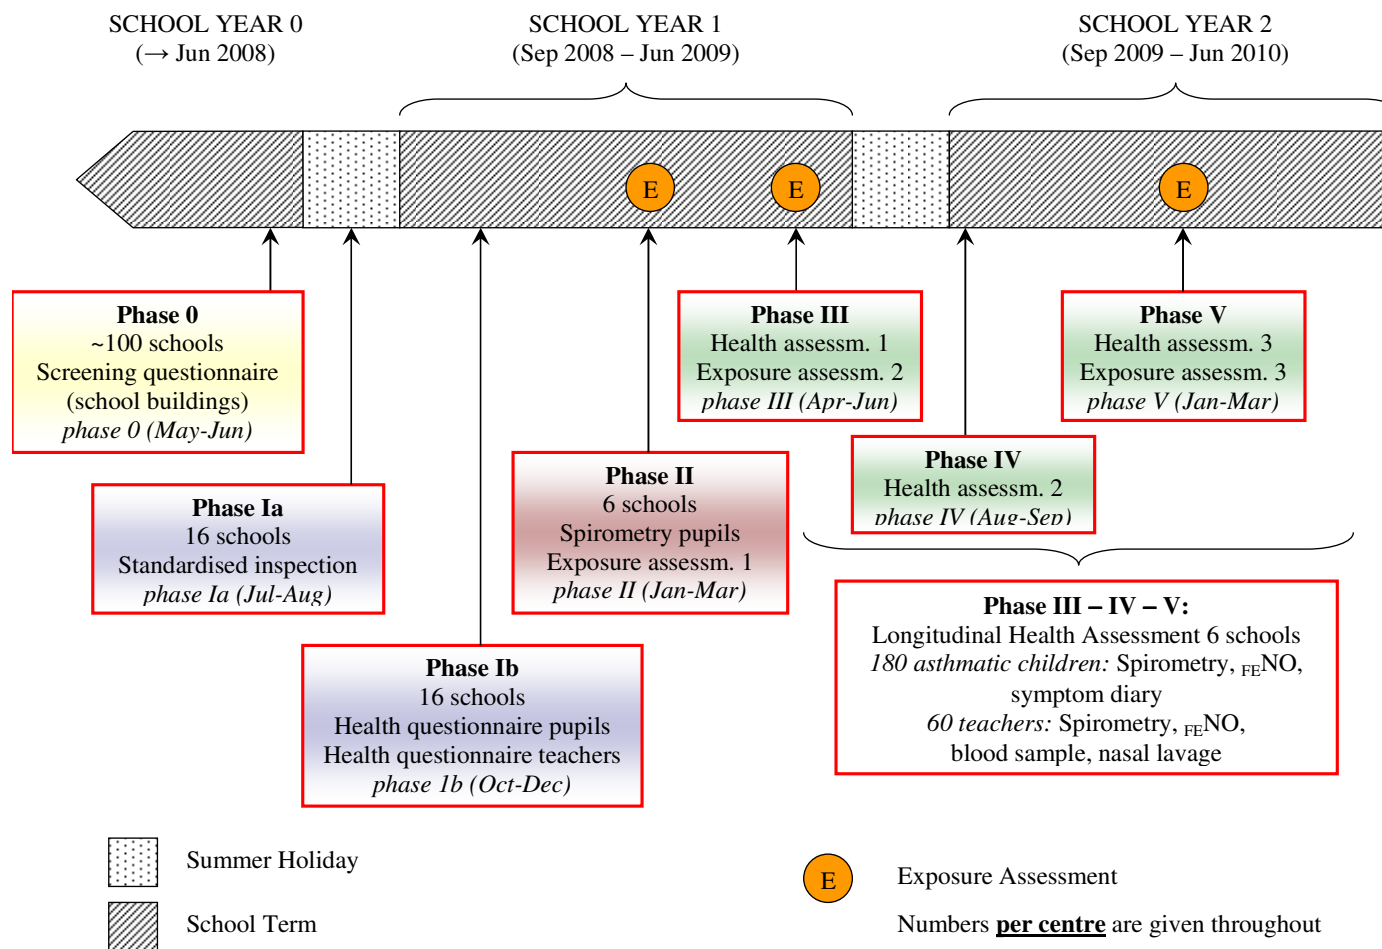 SCHOOL YEAR 0
(→ Jun 2008)
SCHOOL YEAR 1
(Sep 2008 – Jun 2009)
SCHOOL YEAR 2
(Sep 2009 – Jun 2010)
E
E
E
Phase 0
~100 schools
Screening questionnaire
(school buildings)
phase 0 (May-Jun)
Phase Ia
16 schools
Standardised inspection
phase Ia (Jul-Aug)
Phase Ib
16 schools
Health questionnaire pupils
Health questionnaire teachers
phase 1b (Oct-Dec)
Phase II
6 schools
Spirometry pupils
Exposure assessm. 1
phase II (Jan-Mar)
Phase III
Health assessm. 1
Exposure assessm. 2
phase III (Apr-Jun)
Phase IV
Health assessm. 2
phase IV (Aug-Sep)
Phase V
Health assessm. 3
Exposure assessm. 3
phase V (Jan-Mar)
Phase III – IV – V:
Longitudinal Health Assessment 6 schools
180 asthmatic children: Spirometry, FENO,
symptom diary
60 teachers: Spirometry, FENO,
blood sample, nasal lavage
Summer Holiday
School Term
E
Exposure Assessment
Numbers per centre are given throughout